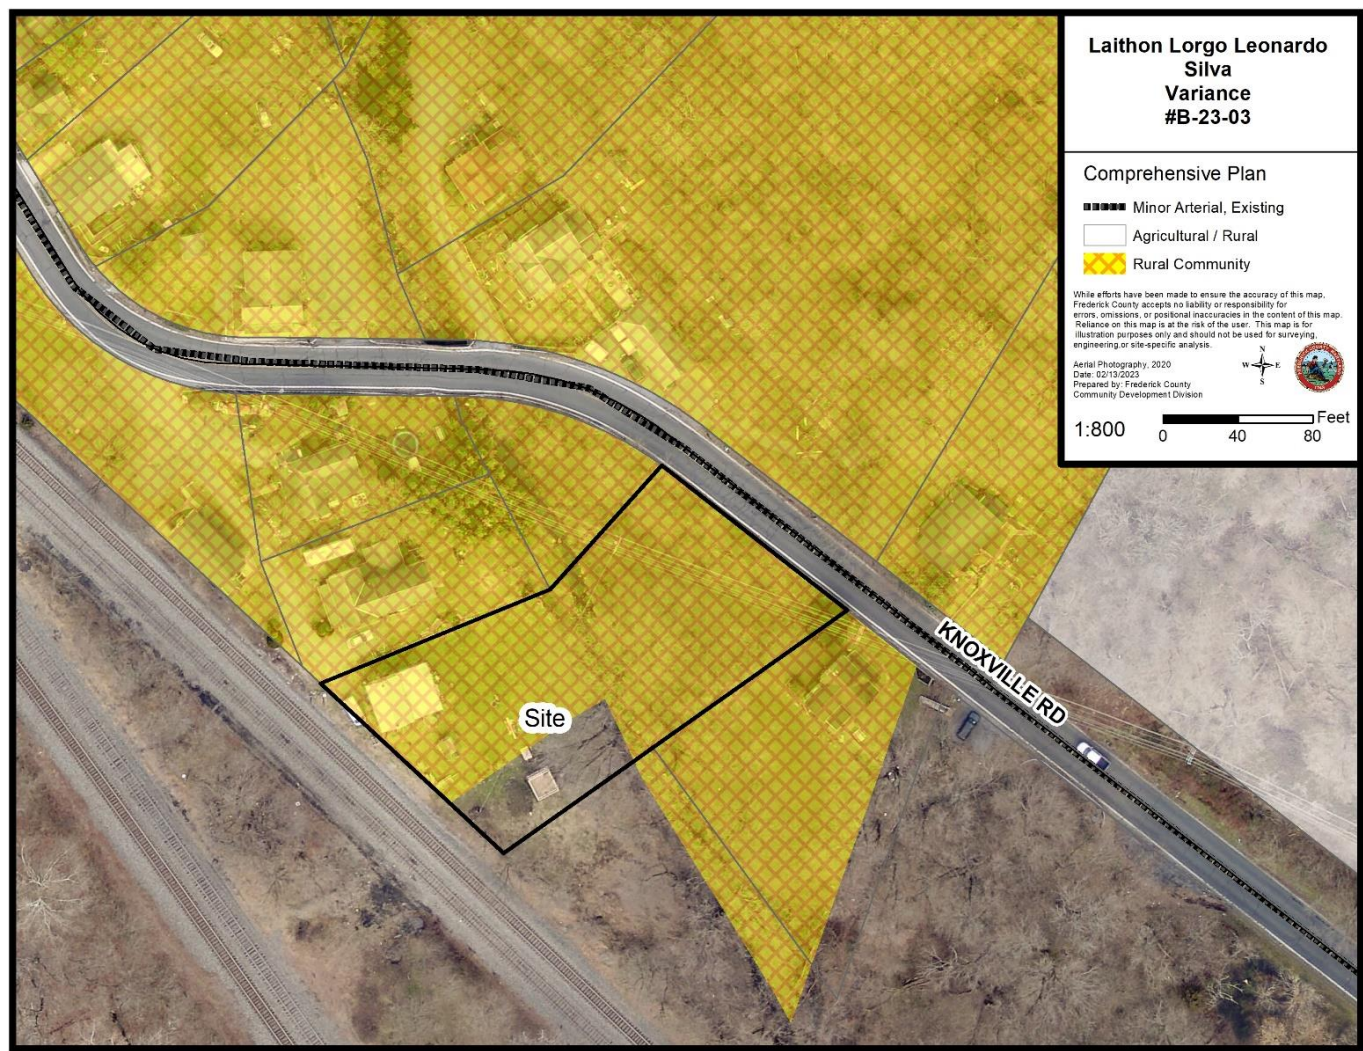 Laithon Lorgo Leonardo
Silva
Variance
#B-23-03
Comprehensive Plan
Minor Arterial, Existing
Agricultural / Rural
Rural Community
While efforts have been made to ensure the accuracy of this map,
Frederick County accepts no liability or responsibility for
errors, omissions, or positional inaccuracies in the content of this map.
Reliance on this map is at the risk of the user. This map is for
illustration purposes only and should not be used for surveying,
engineering, or site-specific analysis.
N
W E
S
Aerial Photography, 2020
Date: 02/13/2023
Prepared by: Frederick County
Community Development Division
1:800
Feet
0 40 80
KNOXVILLE RD
Site